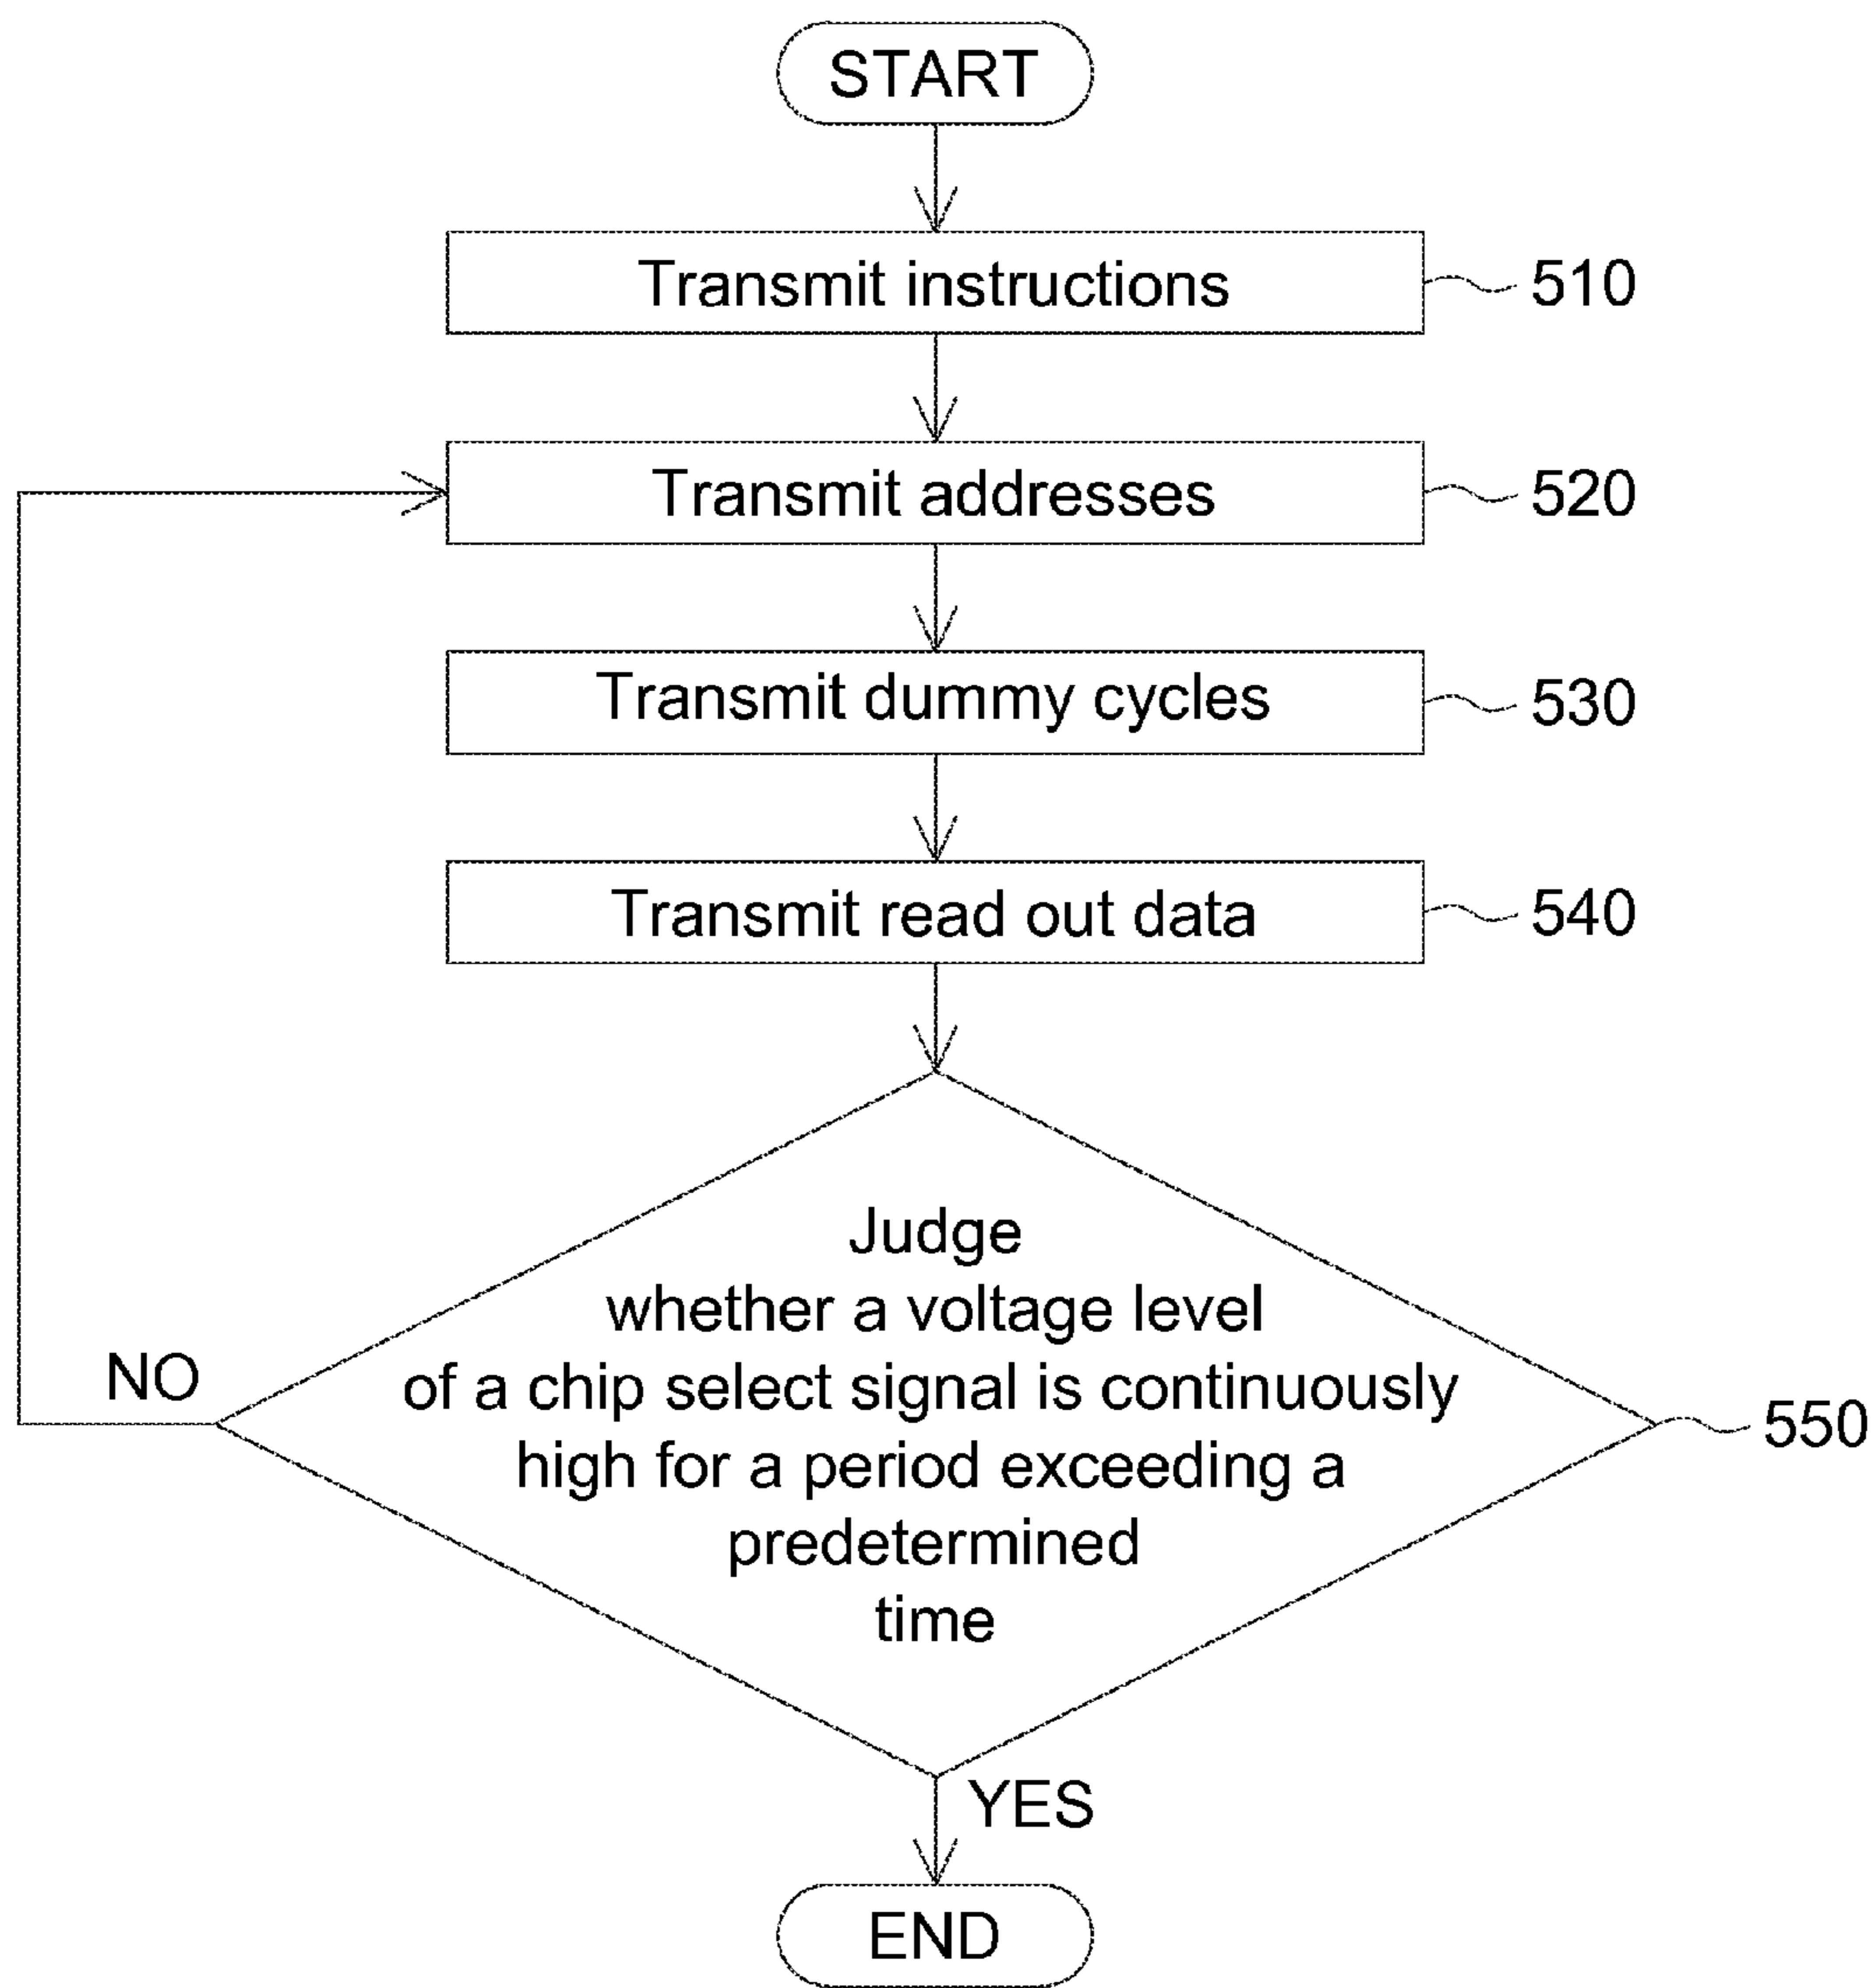 START
Transmit instructions
510
Transmit addresses
520
Transmit dummy cycles
530
Transmit read out data
540
Judge
whether a voltage level
of a chip select signal is continuously
high for a period exceeding a
predetermined
time
NO
550
YES
END